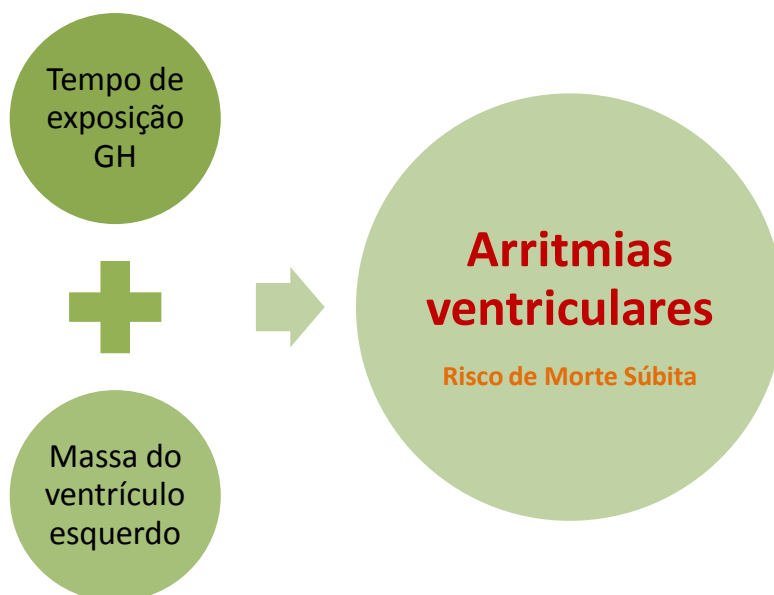 Tempo de
exposição
GH
Massa do
ventrículo
esquerdo
Arritmias
ventriculares
Risco de Morte Súbita